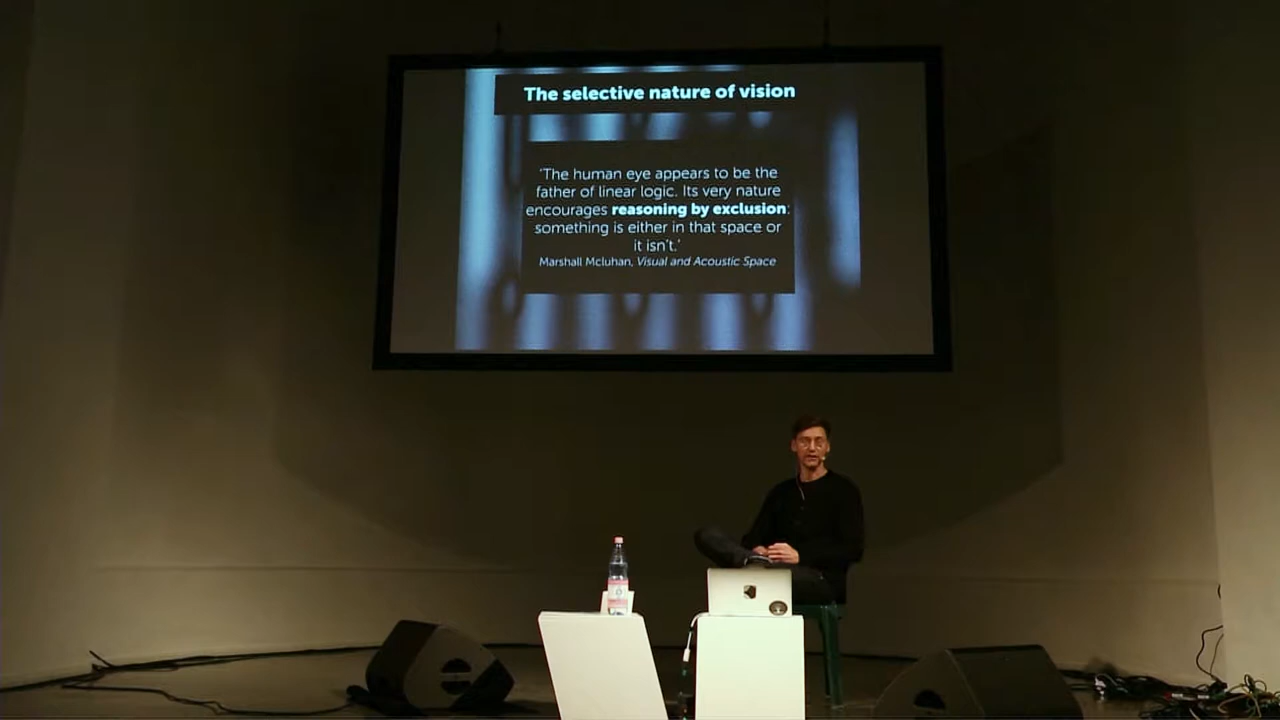 The selective nature of vision
'The human eye appears to be the
father of linear logic. Its very nature
encourages reasoning by exclusion:
something is either in that space or
it isn't.'
Marshall Mcluhan, Visual and Acoustic Space